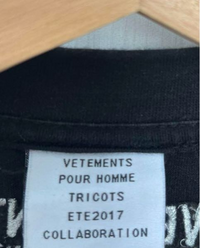 VETEMENTS
POUR HOMME
TRICOTS
ETE2017
COLLABORATION